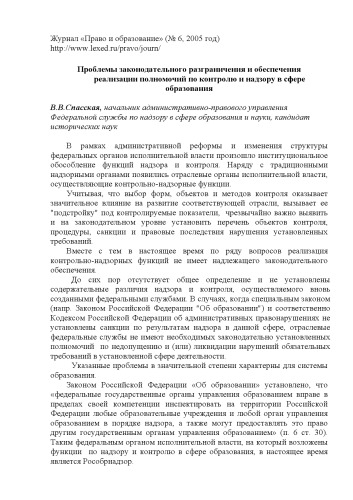 Журнал «Право и образование» (№ 6, 2005 год)
http://www.lexed.ru/pravo/journ/
Проблемы законодательного разграничения и обеспечения
реализации полномочий по контролю и надзору в сфере
образования
В.В.Спасская, начальник административно-правового управления
Федеральной службы по надзору в сфере образования и науки, кандидат
исторических наук
В рамках административной реформы и изменения структуры
федеральных органов исполнительной власти произошло институциональное
обособление функций надзора и контроля. Наряду с традиционными
надзорными органами появились отраслевые органы исполнительной власти,
осуществляющие контрольно-надзорные функции.
Учитывая, что выбор форм, объектов и методов контроля оказывает
значительное влияние на развитие соответствующей отрасли, вызывает ее
"подстройку" под контролируемые показатели, чрезвычайно важно выявить
и на законодательном уровне установить перечень объектов контроля,
процедуры, санкции и правовые последствия нарушения установленных
требований.
Вместе с тем в настоящее время по ряду вопросов реализация
контрольно-надзорных функций не имеет надлежащего законодательного
обеспечения.
До сих пор отсутствует общее определение и не установлены
содержательные различия надзора и контроля, осуществляемого вновь
созданными федеральными службами. В случаях, когда специальным законом
(напр. Законом Российской Федерации "Об образовании") и соответственно
Кодексом Российской Федерации об административных правонарушениях не
установлены санкции по результатам надзора в данной сфере, отраслевые
федеральные службы не имеют необходимых законодательно установленных
полномочий по недопущению и (или) ликвидации нарушений обязательных
требований в установленной сфере деятельности.
Указанные проблемы в значительной степени характерны для системы
образования.
Законом Российской Федерации «Об образовании» установлено, что
«федеральные государственные органы управления образованием вправе в
пределах своей компетенции инспектировать на территории Российской
Федерации любые образовательные учреждения и любой орган управления
образованием в порядке надзора, а также могут предоставлять это право
другим государственным органам управления образованием» (п. 6 ст. 30).
Таким федеральным органом исполнительной власти, на который возложены
функции по надзору и контролю в сфере образования, в настоящее время
является Рособрнадзор.